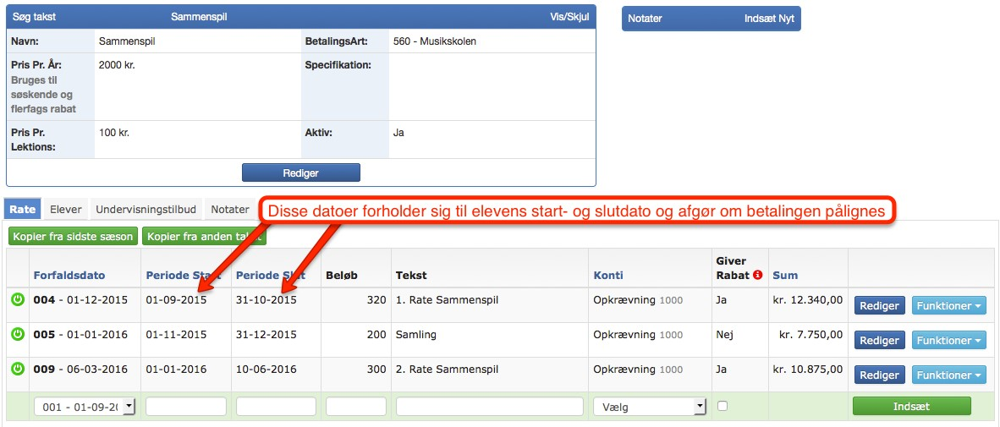 Søg takst Sammenspil Vis/Skjul
Notater Indsæt Nyt
Navn: Sammenspil BetalingsArt: 560 - Musikskolen
Pris Pr. År: 2000 kr. Specifikation:
Bruges til
søskende og
flerfags rabat
Pris Pr. 100 kr. Aktiv: Ja
Lektions:
Rediger
Rate Elever Undervisningstilbud Notater
Disse datoer forholder sig til elevens start- og slutdato og afgør om betalingen pålignes
Kopier fra sidste sæson Kopier fra anden takst
Forfaldsdato Periode Start Periode Slut Beløb Tekst Konti Giver Rabat Sum
004 - 01-12-2015 01-09-2015 31-10-2015 320 1. Rate Sammenspil Opkrævning 1000 Ja kr. 12.340,00 Rediger Funktioner
005 - 01-01-2016 01-11-2015 31-12-2015 200 Samling Opkrævning 1000 Nej kr. 7.750,00 Rediger Funktioner
009 - 06-03-2016 01-01-2016 10-06-2016 300 2. Rate Sammenspil Opkrævning 1000 Ja kr. 10.875,00 Rediger Funktioner
001 - 01-09-20 Vælg Indsæt